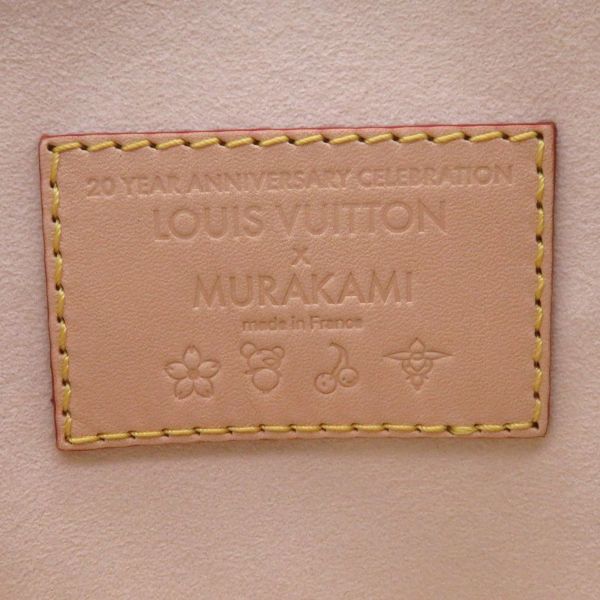 20 YEAR ANNIVERSARY CELEBRATION
LOUIS VUITTON
x
MURAKAMI
made in France